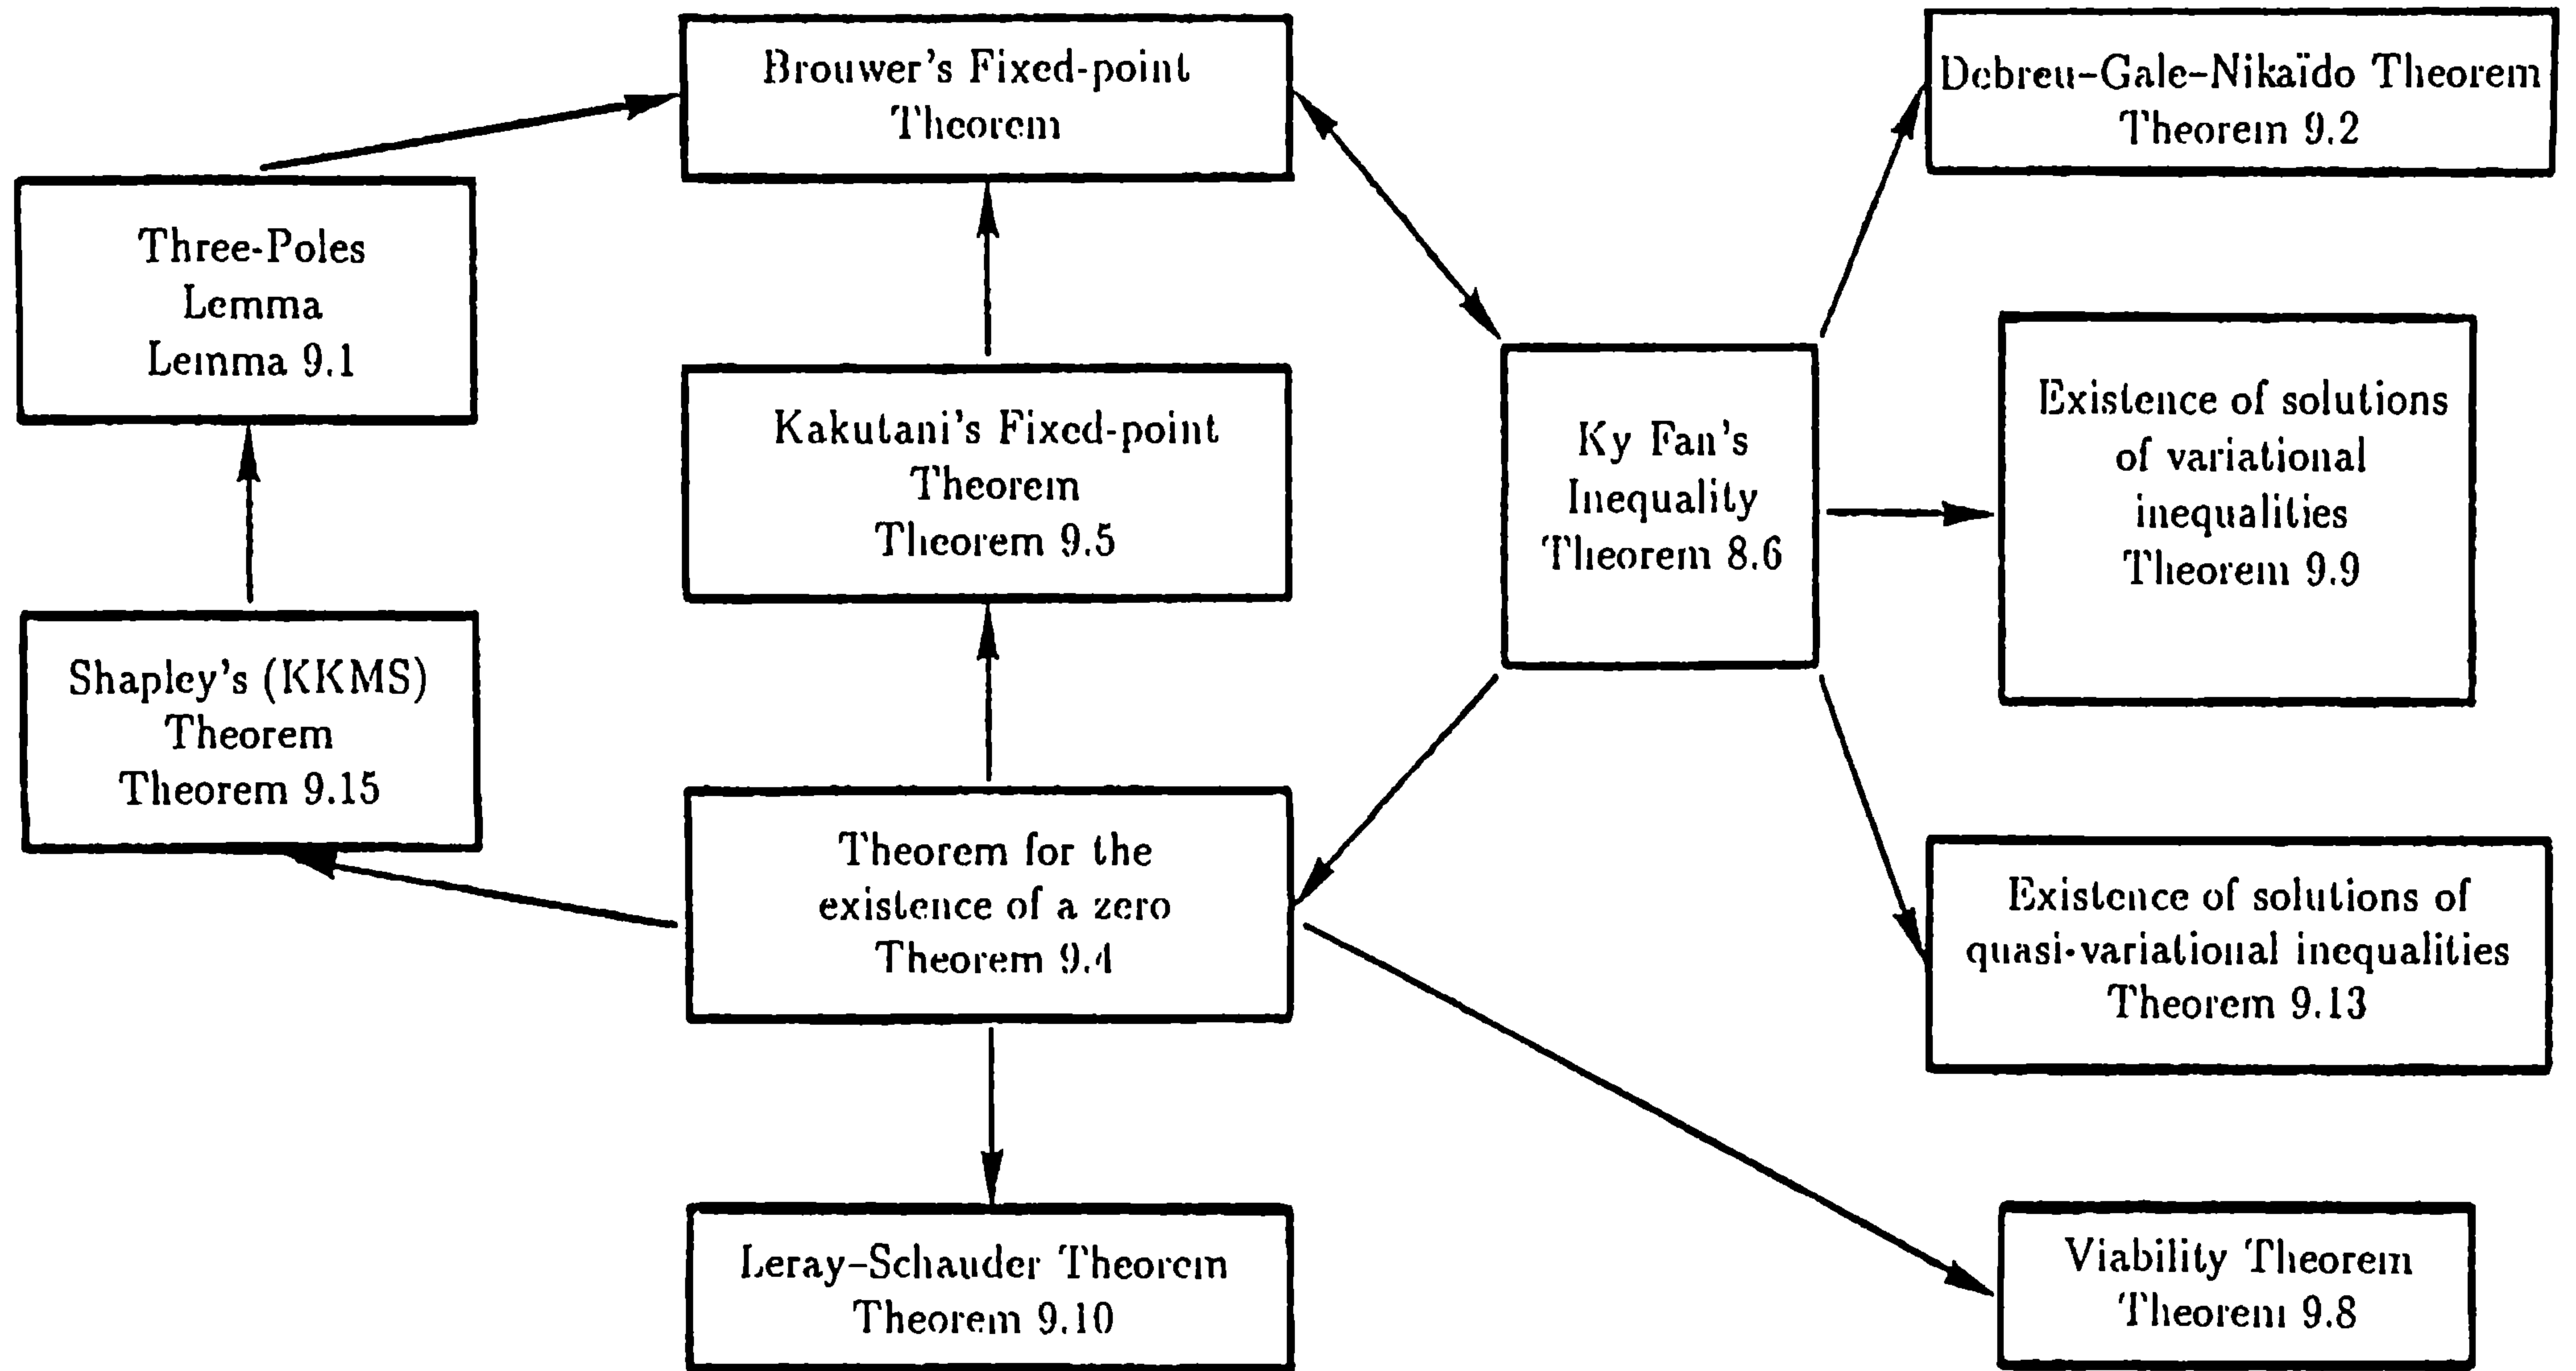 Brouwer's Fixed-point
Theorem
Debreu–Gale–Nikaïdo Theorem
Theorem 9.2
Three-Poles
Lemma
Lemma 9.1
Kakutani's Fixed-point
Theorem
Theorem 9.5
Ky Fan's
Inequality
Theorem 8.6
Existence of solutions
of variational
inequalities
Theorem 9.9
Shapley's (KKMS)
Theorem
Theorem 9.15
Theorem for the
existence of a zero
Theorem 9.4
Existence of solutions of
quasi-variational inequalities
Theorem 9.13
Leray–Schauder Theorem
Theorem 9.10
Viability Theorem
Theorem 9.8